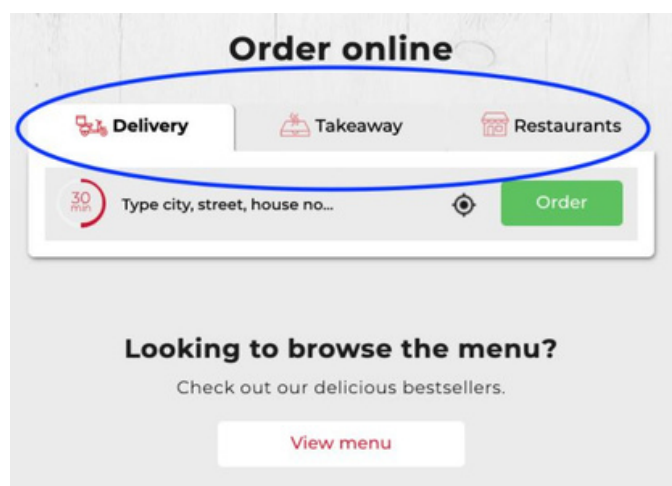 Order online
Delivery Takeaway Restaurants
30 min Type city, street, house no... Order
Looking to browse the menu?
Check out our delicious bestsellers.
View menu